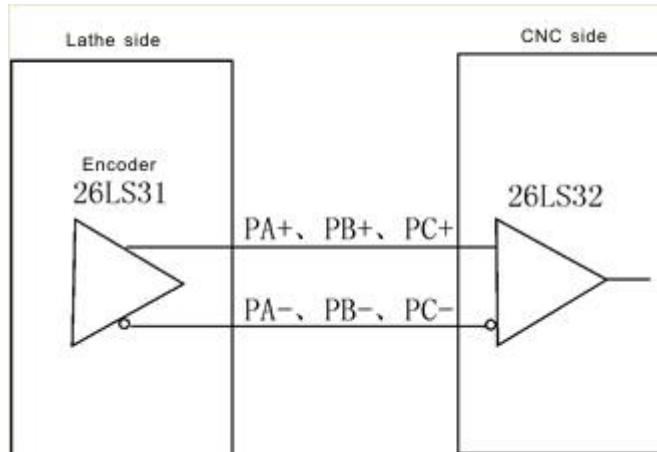 Lathe side
CNC side
Encoder
26LS31
26LS32
PA+、PB+、PC+
PA-、PB-、PC-